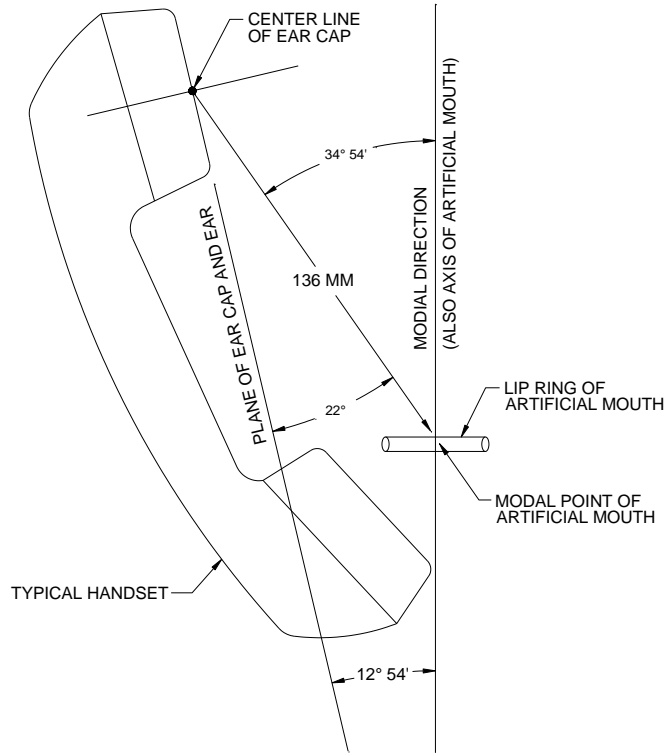 CENTER LINE
OF EAR CAP
34° 54'
MODIAL DIRECTION
(ALSO AXIS OF ARTIFICIAL MOUTH)
PLANE OF EAR CAP AND EAR
136 MM
22°
LIP RING OF
ARTIFICIAL MOUTH
MODAL POINT OF
ARTIFICIAL MOUTH
TYPICAL HANDSET
12° 54'